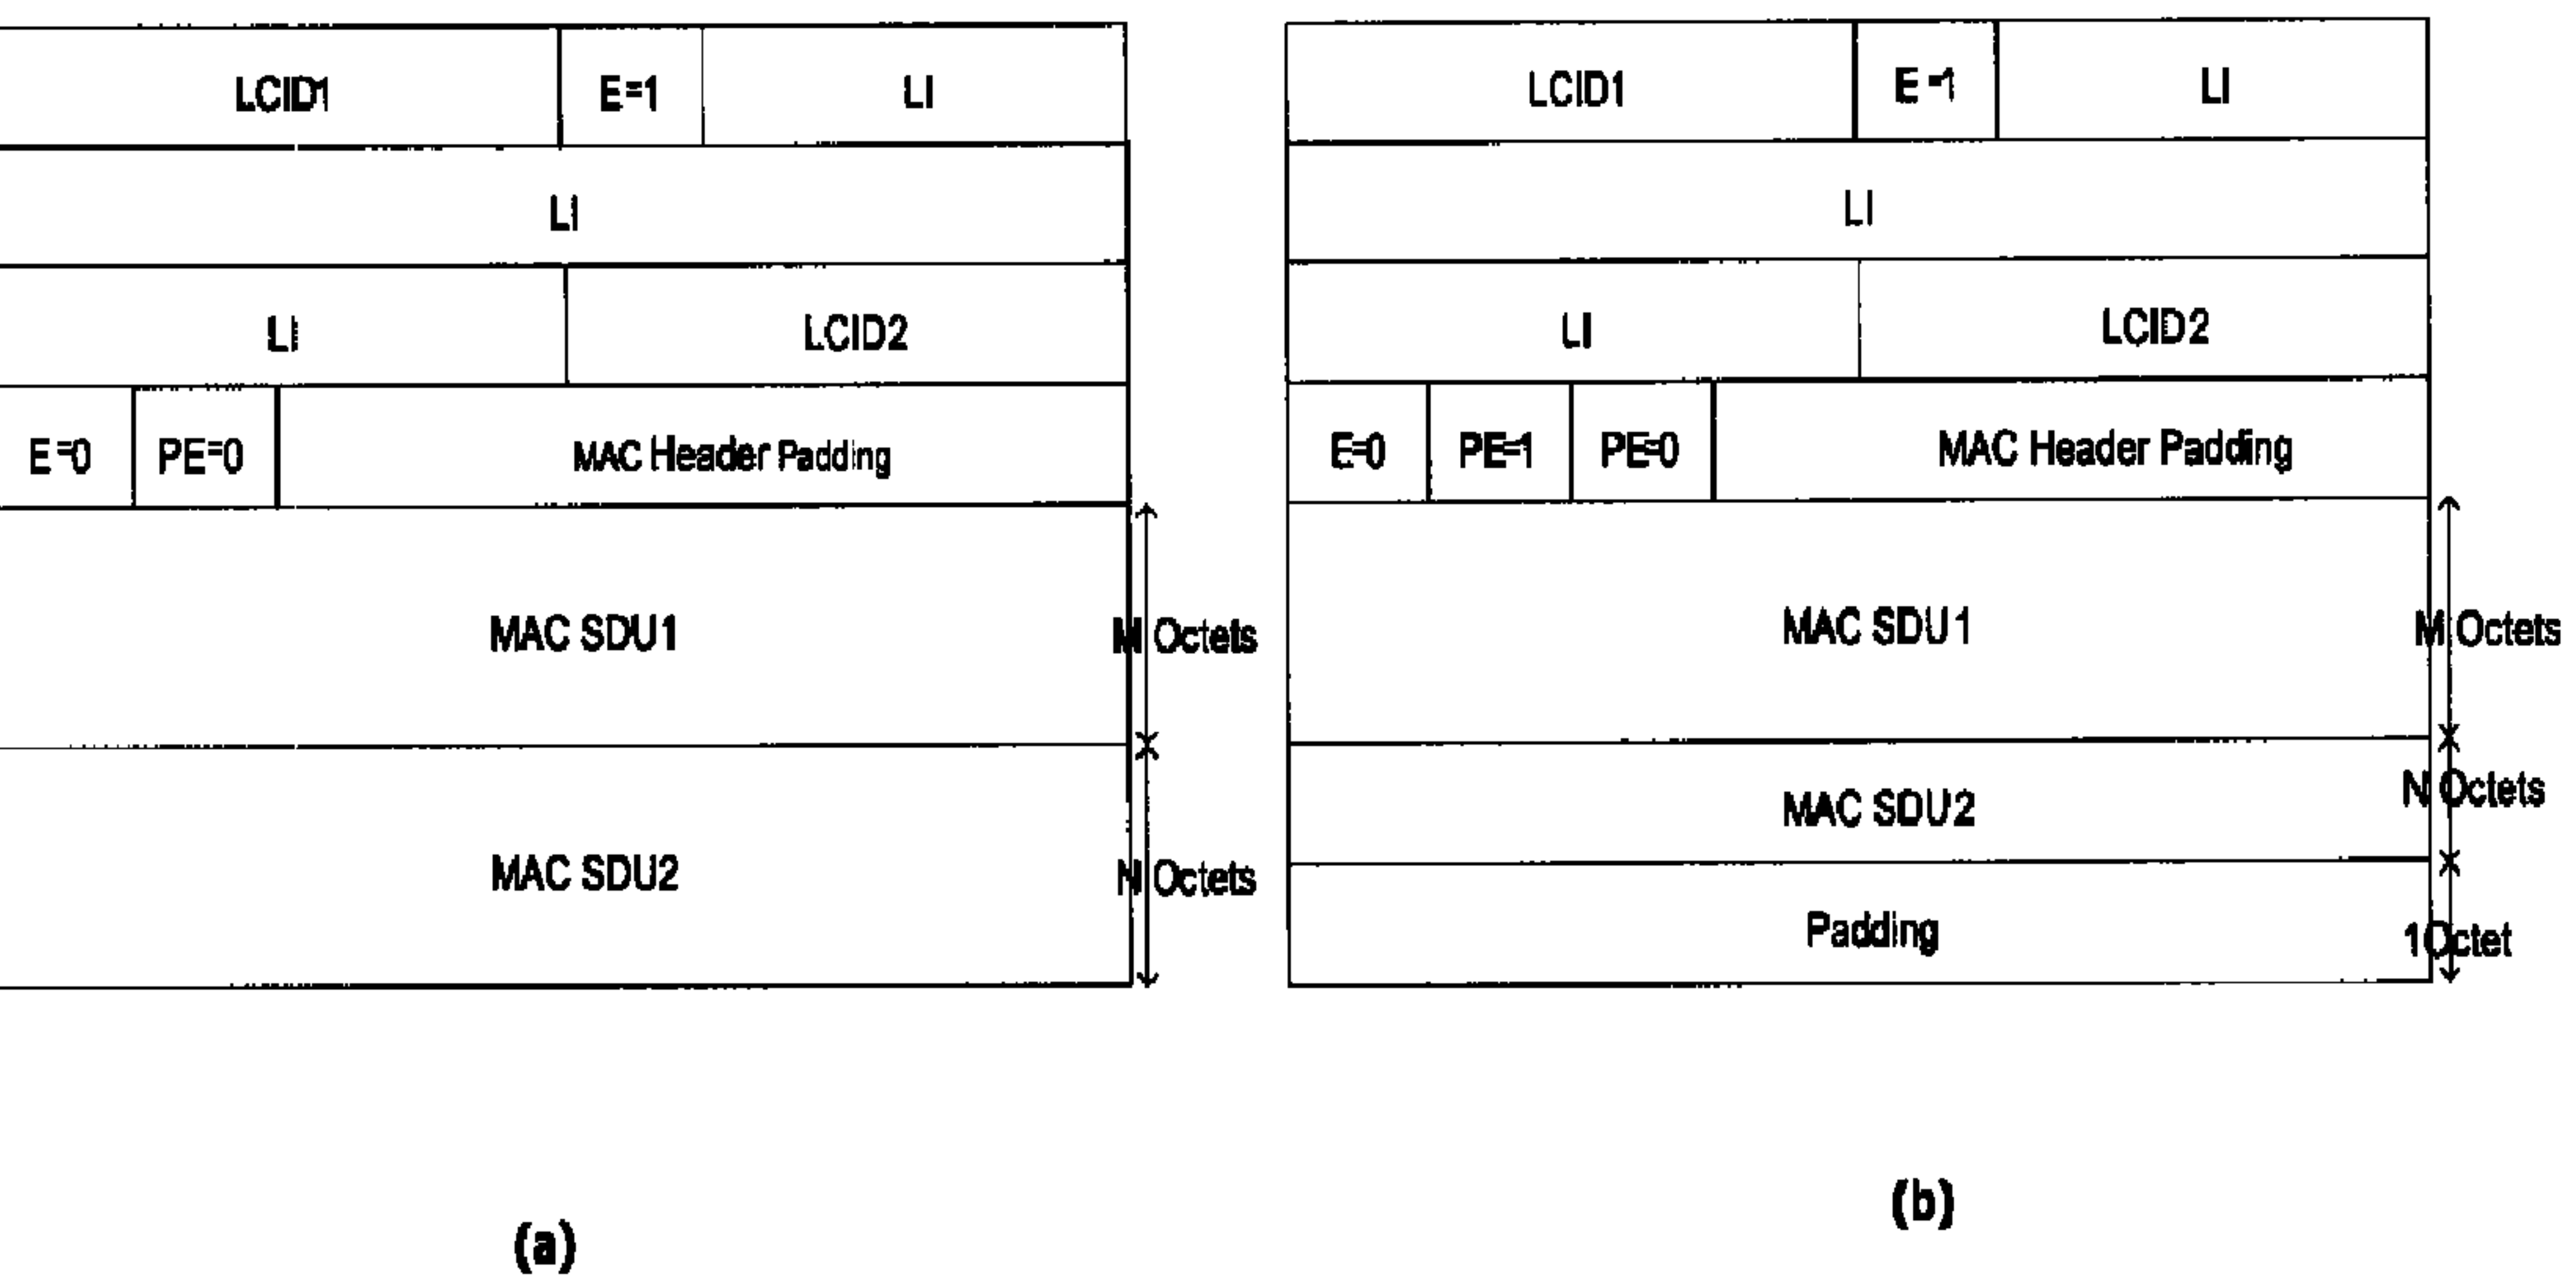 LCID1 E=1 LI
LI
LI LCID2
E=0 PE=0 MAC Header Padding
MAC SDU1 M Octets
MAC SDU2 N Octets
(a)
LCID1 E=1 LI
LI
LI LCID2
E=0 PE=1 PE=0 MAC Header Padding
MAC SDU1 M Octets
MAC SDU2 N Octets
Padding 1Octet
(b)